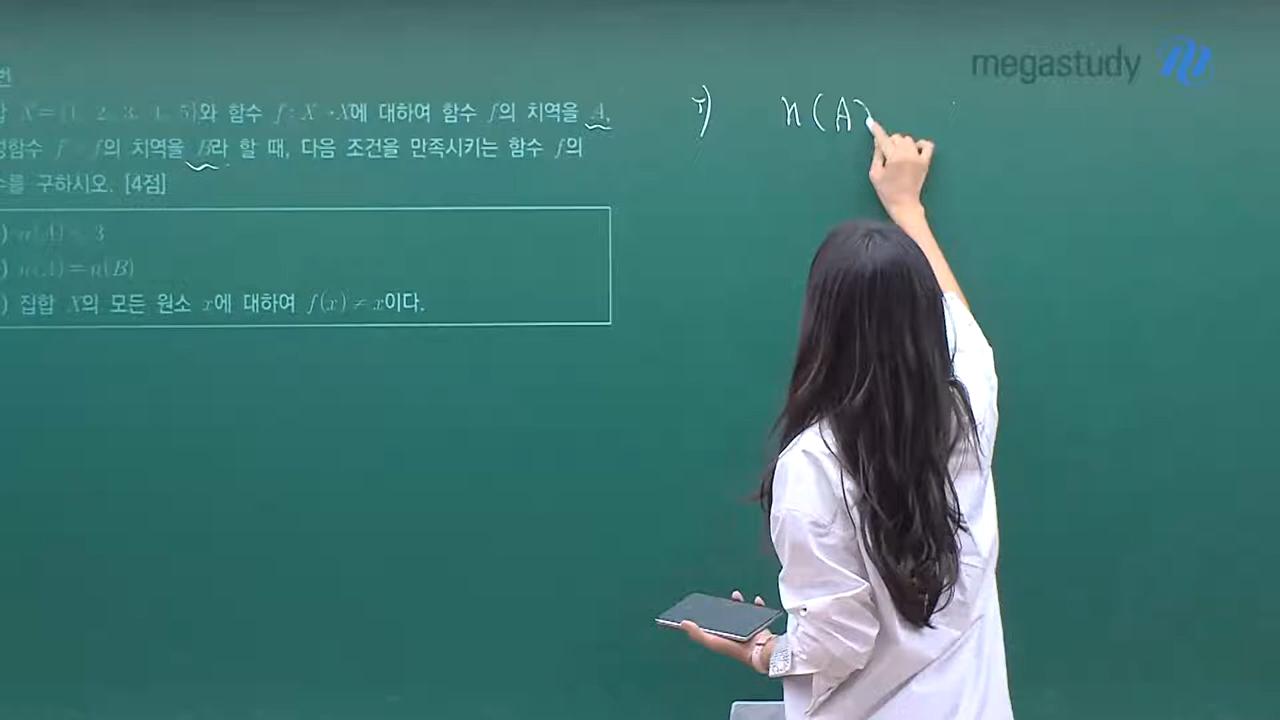 megastudy
번
X={1, 2, 3, 4, 5}와 함수 f : X→X에 대하여 함수 f의 치역을 A,
성함수 f∘f의 치역을 B라 할 때, 다음 조건을 만족시키는 함수 f의
수를 구하시오. [4점]
) n(A)≤3
) n(A)=n(B)
) 집합 X의 모든 원소 x에 대하여 f(x)≠x이다.
i) n(A)